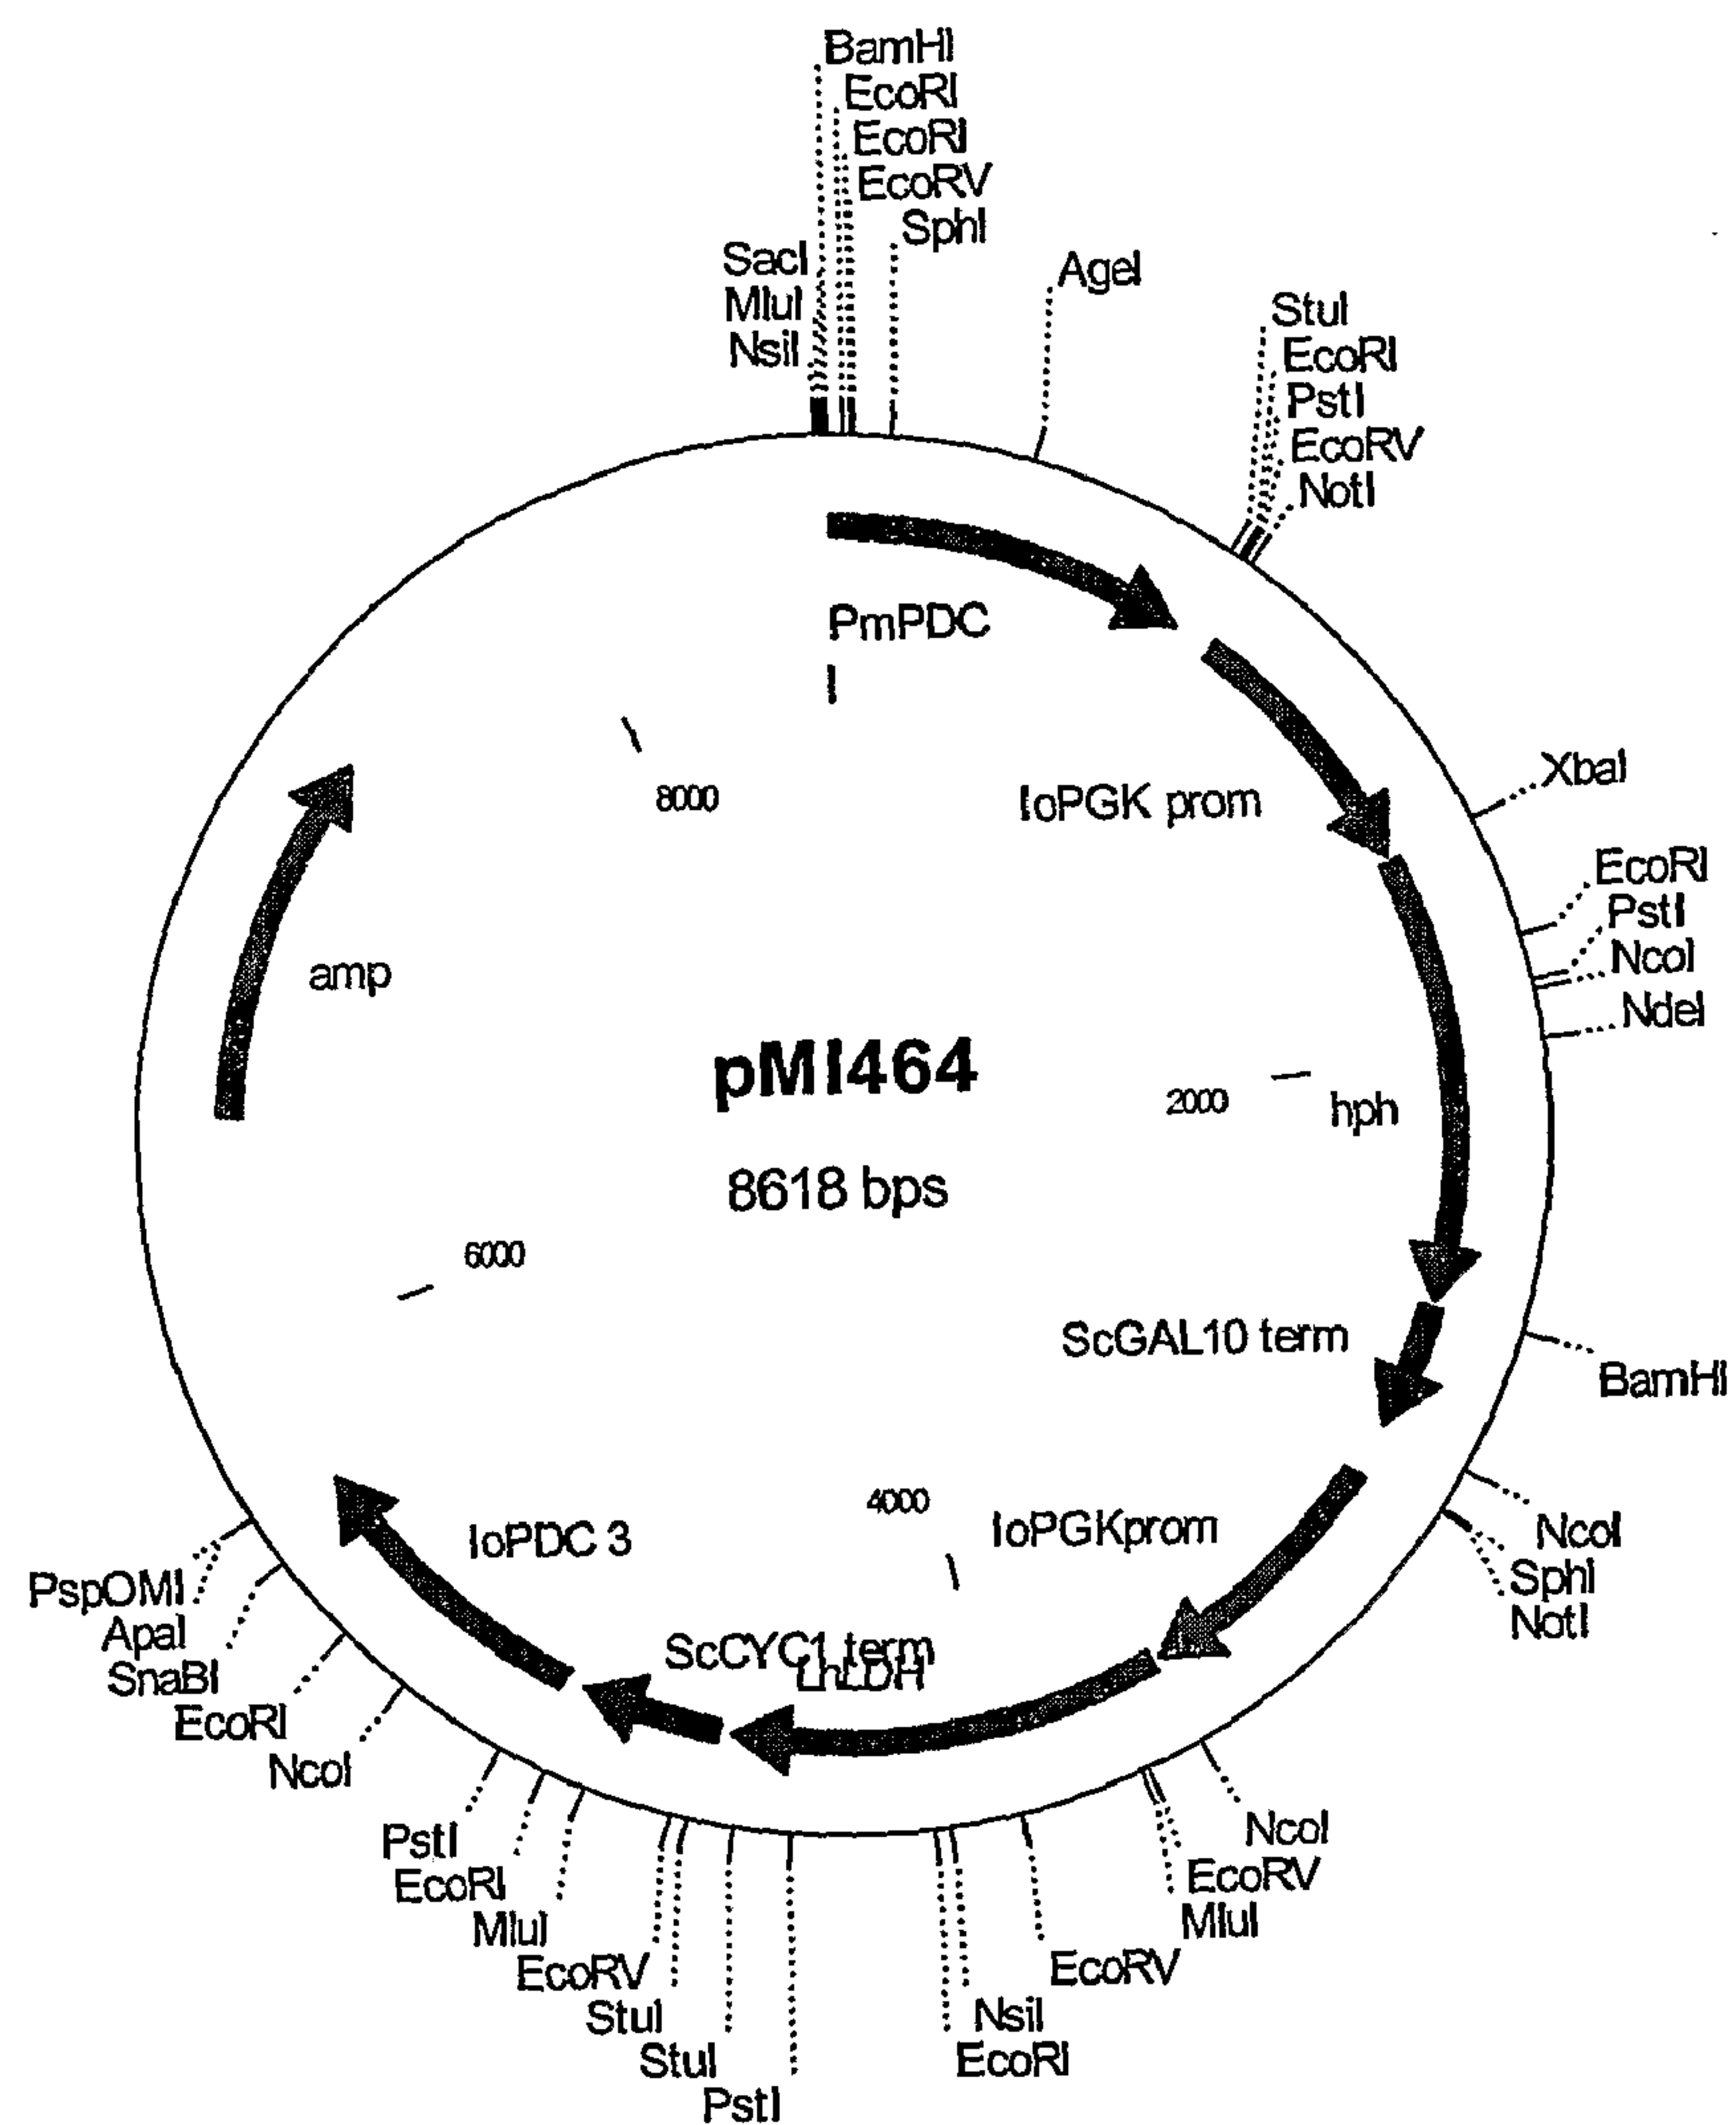 BamHI
EcoRI
EcoRI
EcoRV
SphI
SacI
MluI
NsiI
AgeI
StuI
EcoRI
PstI
EcoRV
NotI
PmPDC
XbaI
8000
IoPGK prom
EcoRI
PstI
NcoI
NdeI
amp
pMI464
2000
hph
8618 bps
6000
ScGAL10 term
BamHI
4000
IoPGKprom
IoPDC 3
NcoI
SphI
NotI
PspOMI
ApaI
SnaBI
EcoRI
NcoI
ScCYC1 term
LhLDH
PstI
EcoRI
MluI
EcoRV
StuI
StuI
PstI
NcoI
EcoRV
MluI
EcoRV
NsiI
EcoRI